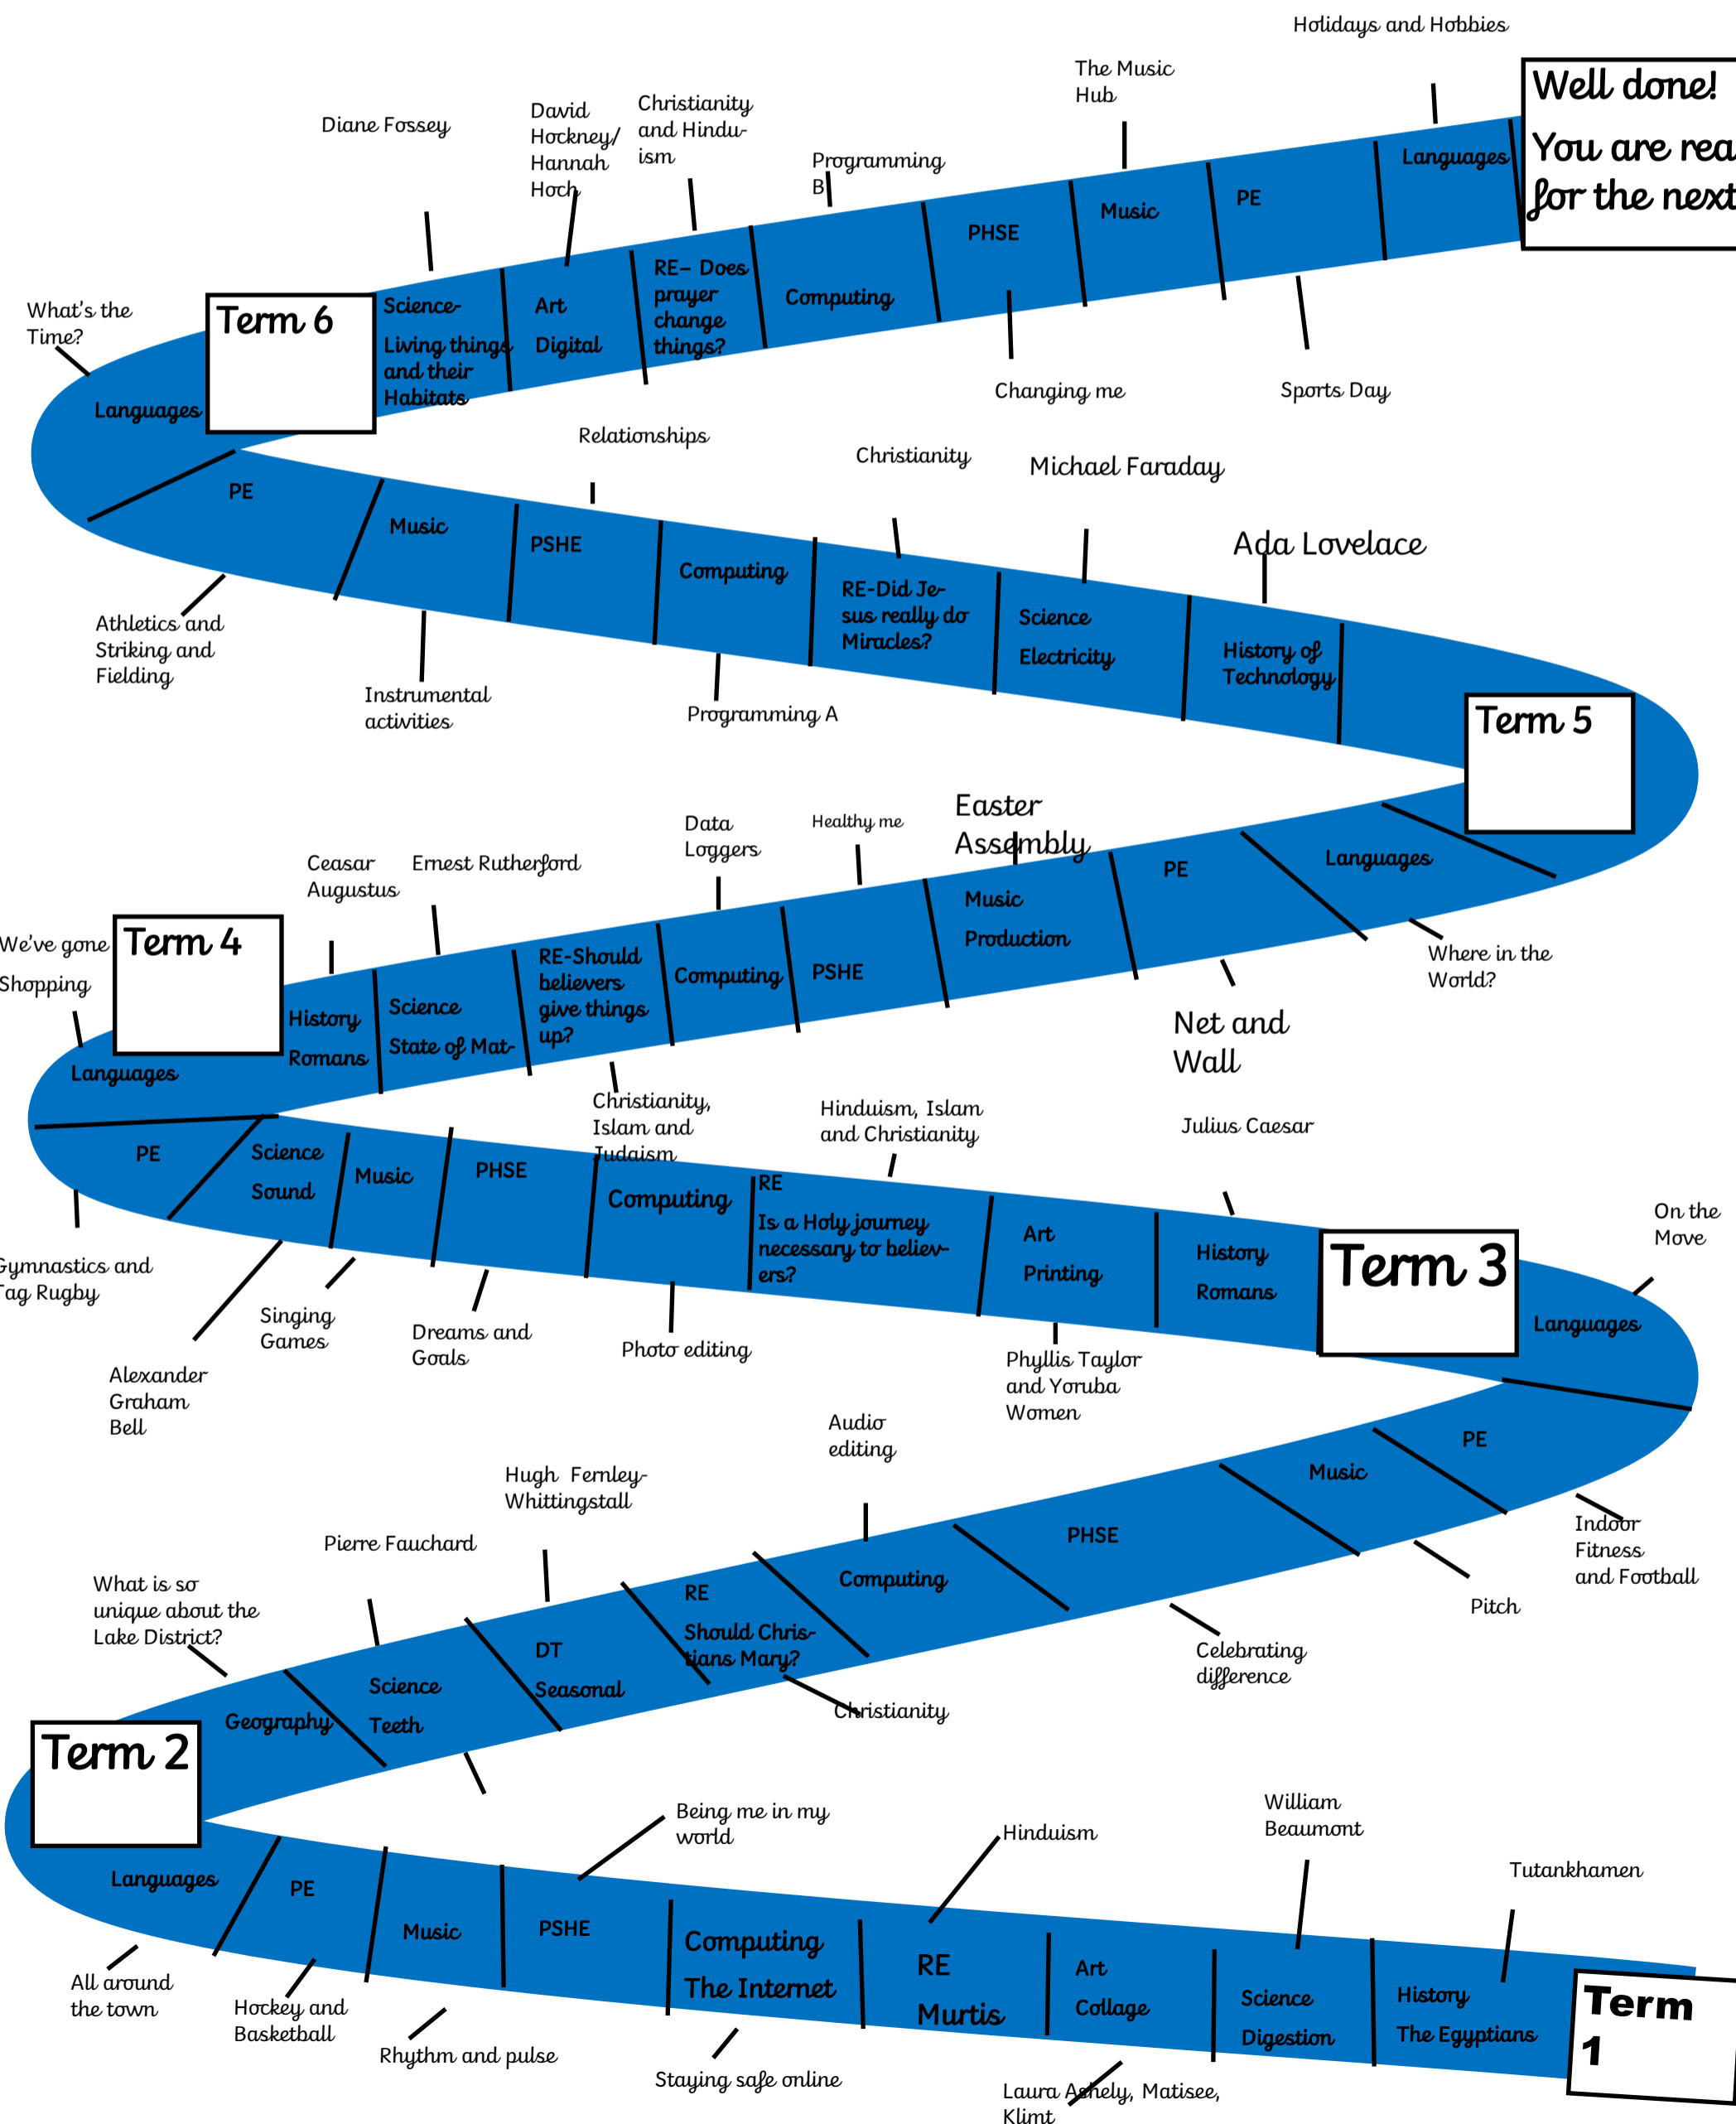 Holidays and Hobbies
The Music
Hub
Well done!
You are rea
for the next
Diane Fossey
David
Hockney/
Hannah
Hoch
Christianity
and Hindu-
ism
Programming
B
Languages
PE
Music
PHSE
Computing
RE– Does
prayer
change
things?
Art
Digital
Science-
Living things
and their
Habitats
Term 6
What's the
Time?
Languages
Changing me
Sports Day
Relationships
Christianity
Michael Faraday
Ada Lovelace
PE
Music
PSHE
Computing
RE-Did Je-
sus really do
Miracles?
Science
Electricity
History of
Technology
Athletics and
Striking and
Fielding
Instrumental
activities
Programming A
Term 5
Easter
Assembly
Healthy me
Data
Loggers
Ceasar
Augustus
Ernest Rutherford
Languages
PE
Music
Production
PSHE
Computing
RE-Should
believers
give things
up?
Science
State of Mat-
History
Romans
Term 4
We've gone
Shopping
Languages
Where in the
World?
Net and
Wall
Christianity,
Islam and
Judaism
Hinduism, Islam
and Christianity
Julius Caesar
PE
Science
Sound
Music
PHSE
Computing
RE
Is a Holy journey
necessary to believ-
ers?
Art
Printing
History
Romans
Term 3
On the
Move
Languages
Gymnastics and
Tag Rugby
Alexander
Graham
Bell
Singing
Games
Dreams and
Goals
Photo editing
Phyllis Taylor
and Yoruba
Women
Audio
editing
Hugh Fernley-
Whittingstall
Pierre Fauchard
What is so
unique about the
Lake District?
PE
Music
PHSE
Computing
RE
Should Chris-
tians Mary?
DT
Seasonal
Science
Teeth
Geography
Term 2
Indoor
Fitness
and Football
Pitch
Celebrating
difference
Christianity
Being me in my
world
Hinduism
William
Beaumont
Tutankhamen
Languages
PE
Music
PSHE
Computing
The Internet
RE
Murtis
Art
Collage
Science
Digestion
History
The Egyptians
Term
1
All around
the town
Hockey and
Basketball
Rhythm and pulse
Staying safe online
Laura Ashely, Matisee,
Klimt